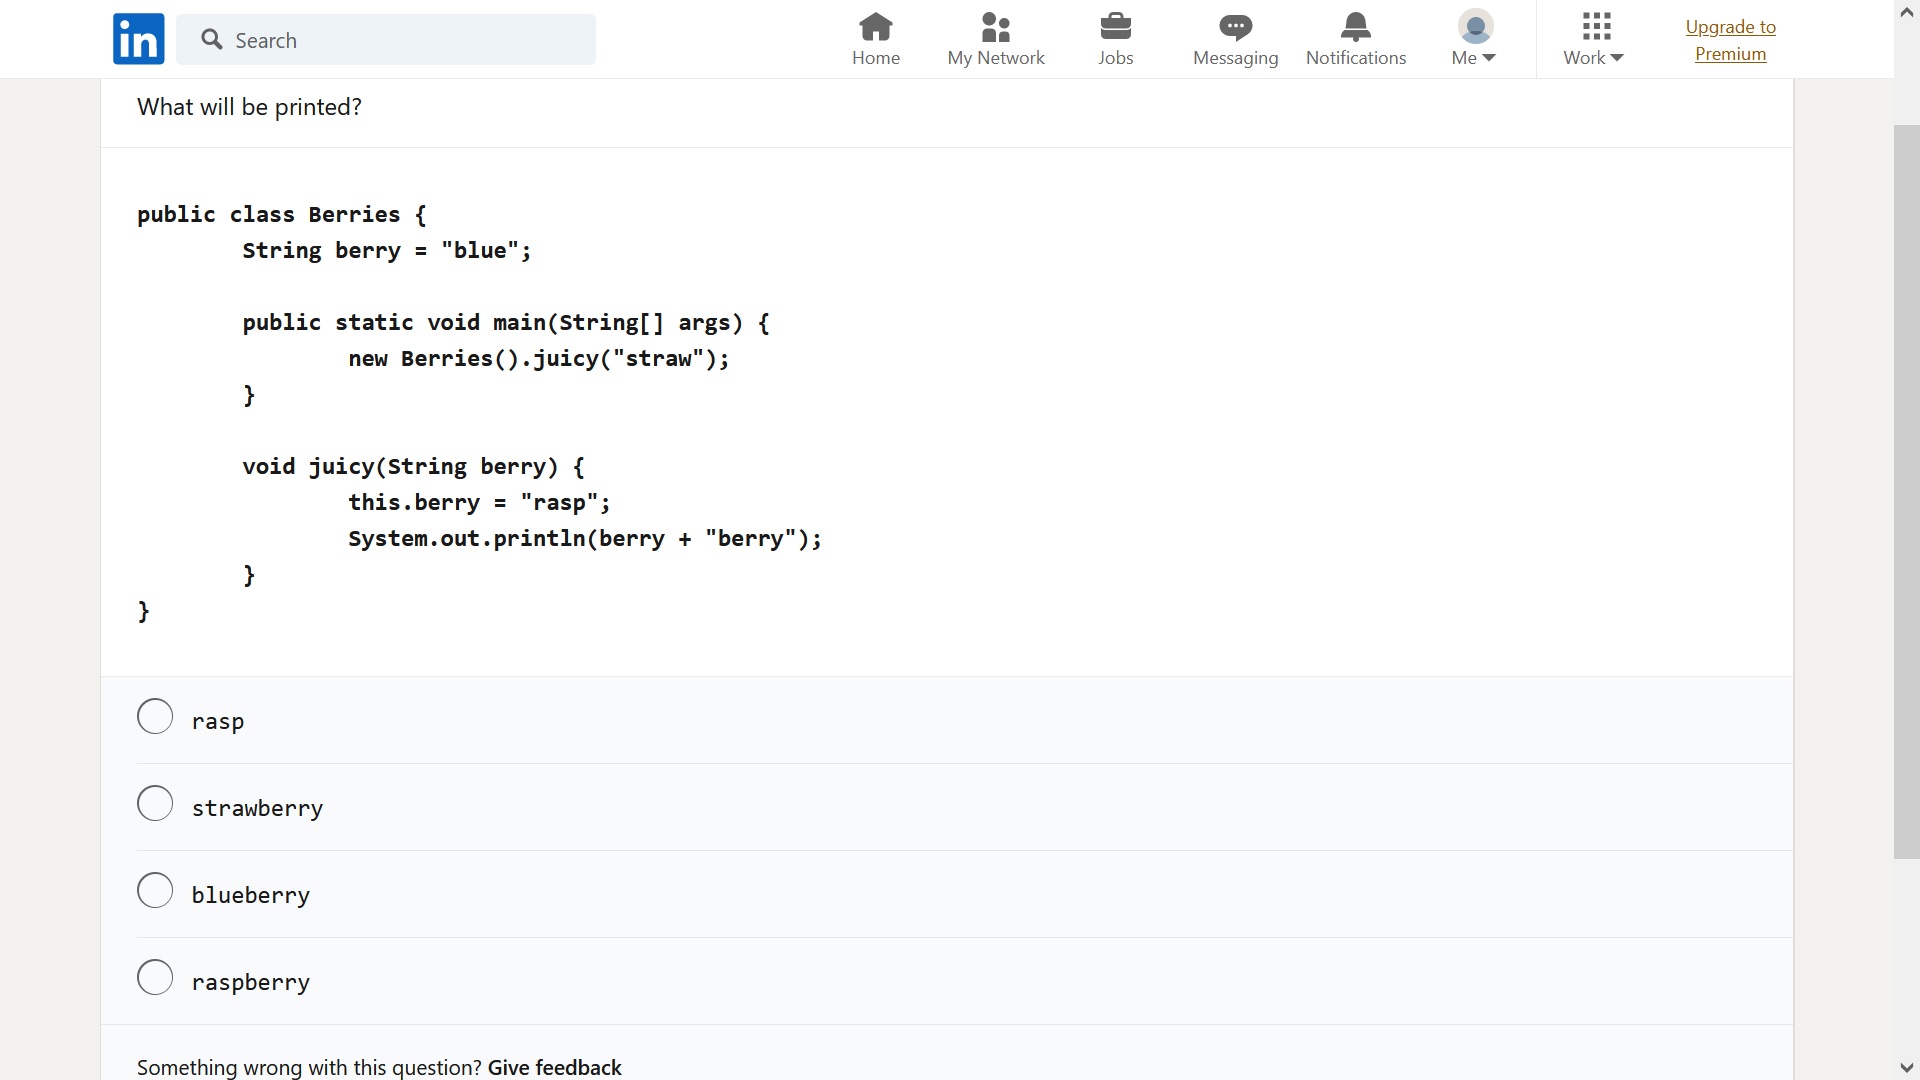 in
Search
Home
My Network
Jobs
Messaging
Notifications
Me
Work
Upgrade to
Premium
What will be printed?
public class Berries {
String berry = "blue";
public static void main(String[] args) {
new Berries().juicy("straw");
}
void juicy(String berry) {
this.berry = "rasp";
System.out.println(berry + "berry");
}
}
rasp
strawberry
blueberry
raspberry
Something wrong with this question? Give feedback